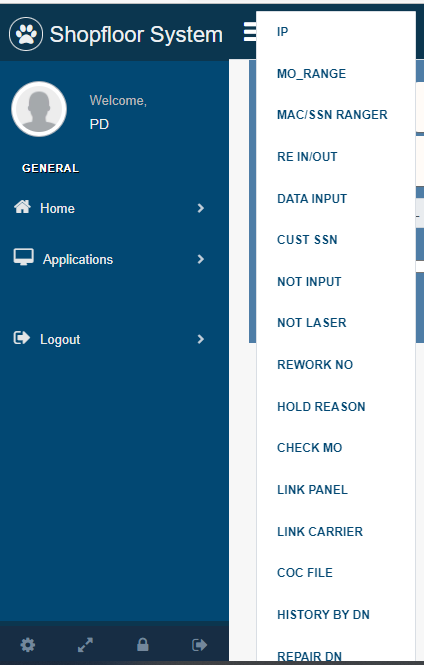 Shopfloor System
Welcome,
PD
GENERAL
Home
Applications
Logout
IP
MO_RANGE
MAC/SSN RANGER
RE IN/OUT
DATA INPUT
CUST SSN
NOT INPUT
NOT LASER
REWORK NO
HOLD REASON
CHECK MO
LINK PANEL
LINK CARRIER
COC FILE
HISTORY BY DN
REPAIR DN